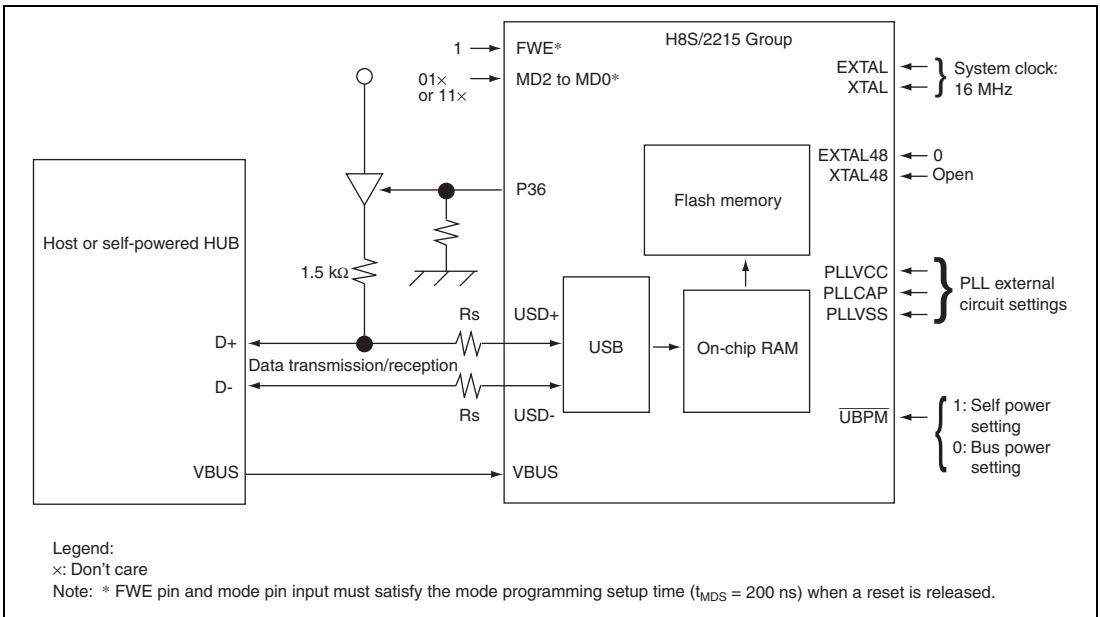 H8S/2215 Group
1
FWE*
01×
or 11×
MD2 to MD0*
EXTAL
XTAL
System clock:
16 MHz
EXTAL48
0
XTAL48
Open
P36
Flash memory
Host or self-powered HUB
1.5 kΩ
PLLVCC
PLLCAP
PLLVSS
PLL external
circuit settings
Rs
USD+
D+
Data transmission/reception
USB
On-chip RAM
D-
Rs
USD-
UBPM
1: Self power
setting
0: Bus power
setting
VBUS
VBUS
Legend:
×: Don't care
Note: * FWE pin and mode pin input must satisfy the mode programming setup time (tMDS = 200 ns) when a reset is released.